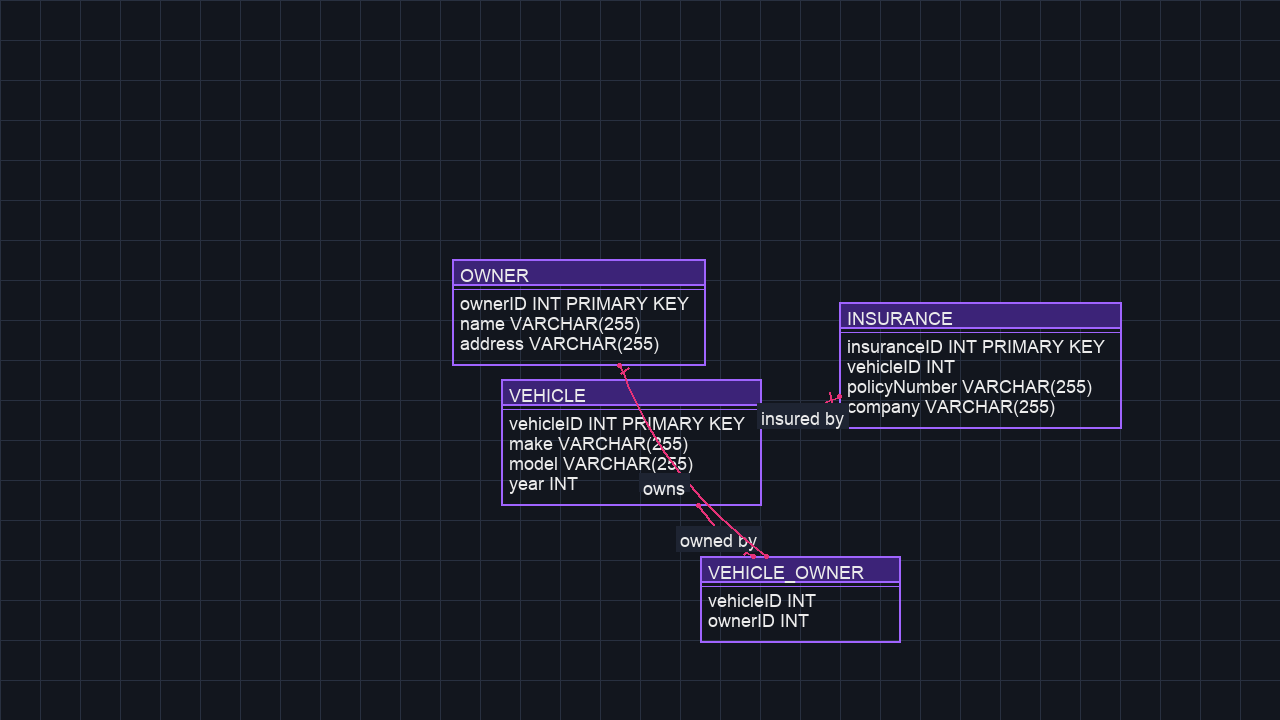 OWNER
ownerID INT PRIMARY KEY
name VARCHAR(255)
address VARCHAR(255)
INSURANCE
insuranceID INT PRIMARY KEY
vehicleID INT
policyNumber VARCHAR(255)
company VARCHAR(255)
VEHICLE
vehicleID INT PRIMARY KEY
make VARCHAR(255)
model VARCHAR(255)
year INT
insured by
owns
owned by
VEHICLE_OWNER
vehicleID INT
ownerID INT